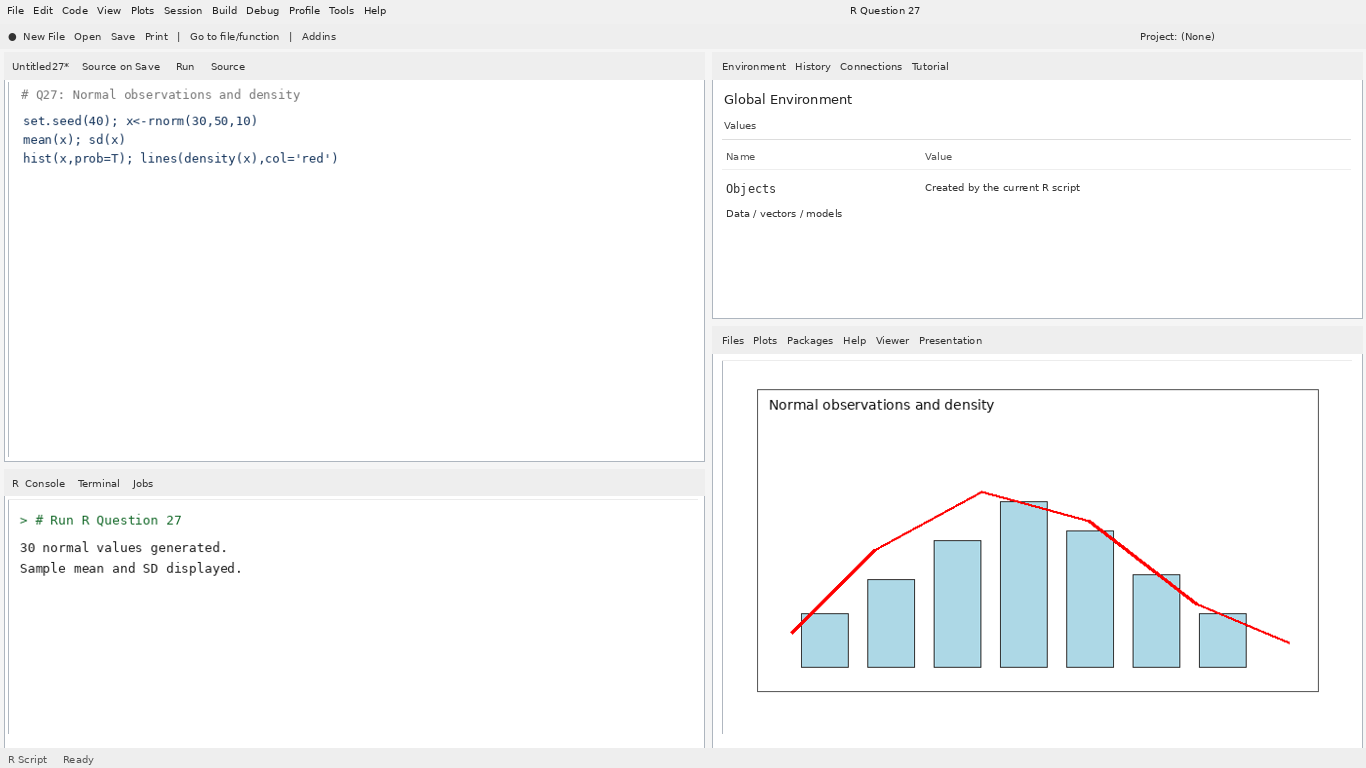 File Edit Code View Plots Session Build Debug Profile Tools Help R Question 27
● New File Open Save Print | Go to file/function | Addins Project: (None)
Untitled27* Source on Save Run Source
# Q27: Normal observations and density
set.seed(40); x<-rnorm(30,50,10)
mean(x); sd(x)
hist(x,prob=T); lines(density(x),col='red')
Environment History Connections Tutorial
Global Environment
Values
Name Value
Objects Created by the current R script
Data / vectors / models
R Console Terminal Jobs
> # Run R Question 27
30 normal values generated.
Sample mean and SD displayed.
Files Plots Packages Help Viewer Presentation
Normal observations and density
R Script Ready